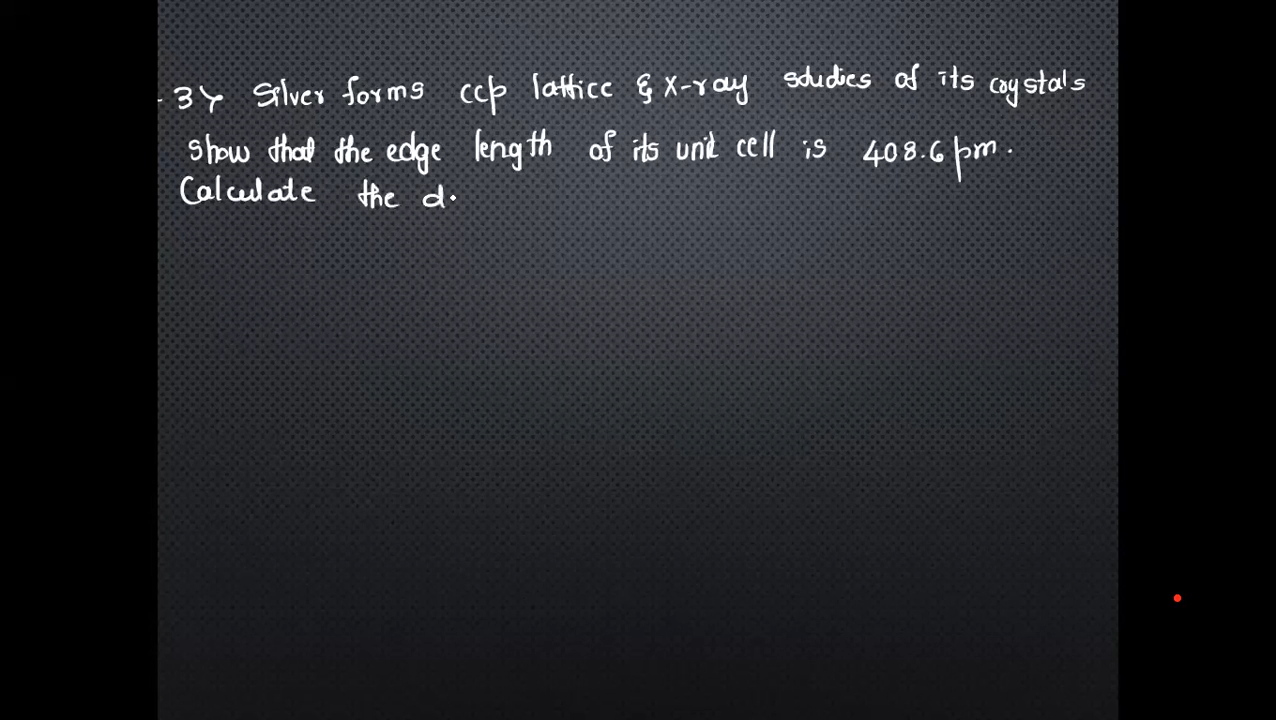 3) Silver forms ccp lattice & X-ray studies of its crystals
show that the edge length of its unit cell is 408.6 pm.
Calculate the d.